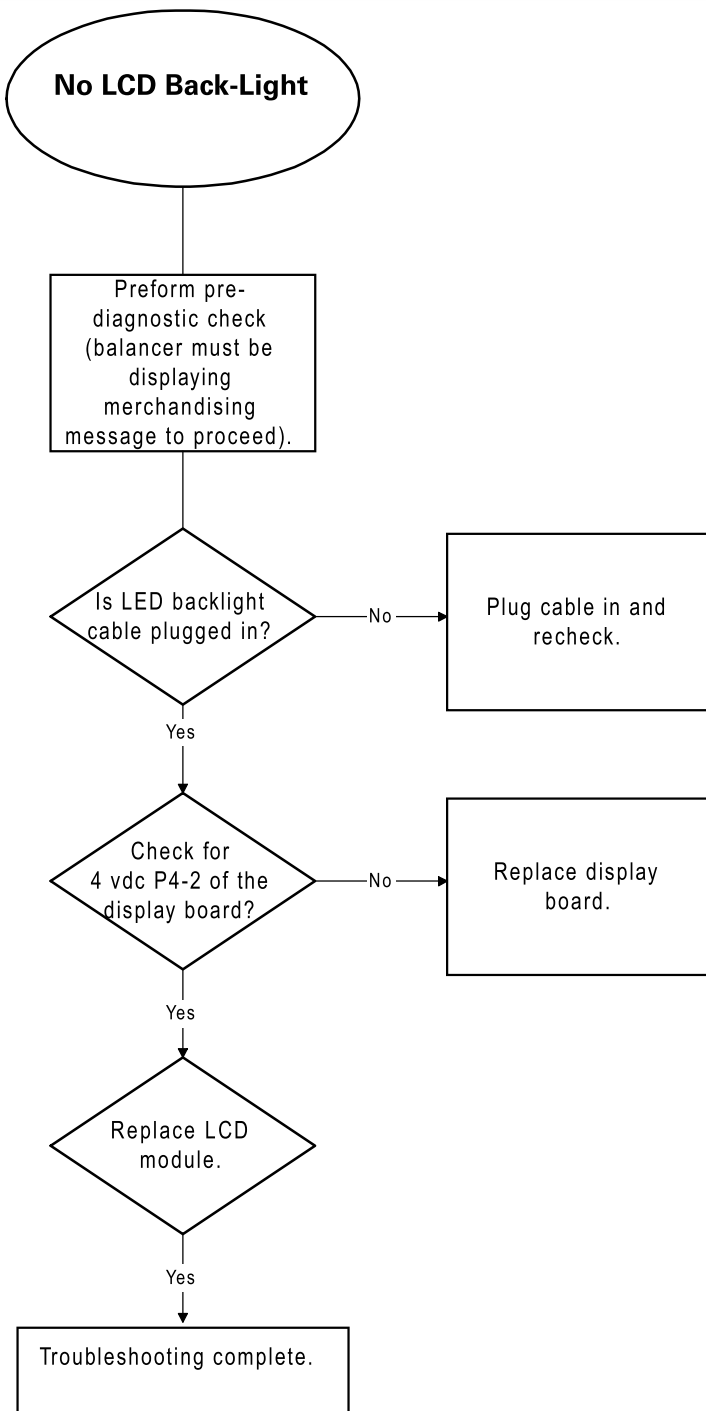 No LCD Back-Light
Preform pre-
diagnostic check
(balancer must be
displaying
merchandising
message to proceed).
Is LED backlight
cable plugged in?
No
Plug cable in and
recheck.
Yes
Check for
4 vdc P4-2 of the
display board?
No
Replace display
board.
Yes
Replace LCD
module.
Yes
Troubleshooting complete.